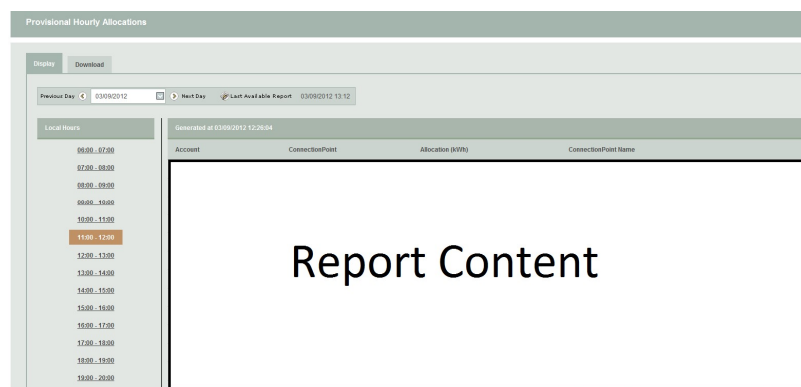 Provisional Hourly Allocations
Display Download
Previous Day 03/09/2012 Next Day Last Available Report 03/09/2012 13:12
Local Hours Generated at 03/09/2012 12:26:04
Account ConnectionPoint Allocation (kWh) ConnectionPoint Name
06:00 - 07:00
07:00 - 08:00
08:00 - 09:00
09:00 - 10:00
10:00 - 11:00
11:00 - 12:00
12:00 - 13:00
Report Content
13:00 - 14:00
14:00 - 15:00
15:00 - 16:00
16:00 - 17:00
17:00 - 18:00
18:00 - 19:00
19:00 - 20:00